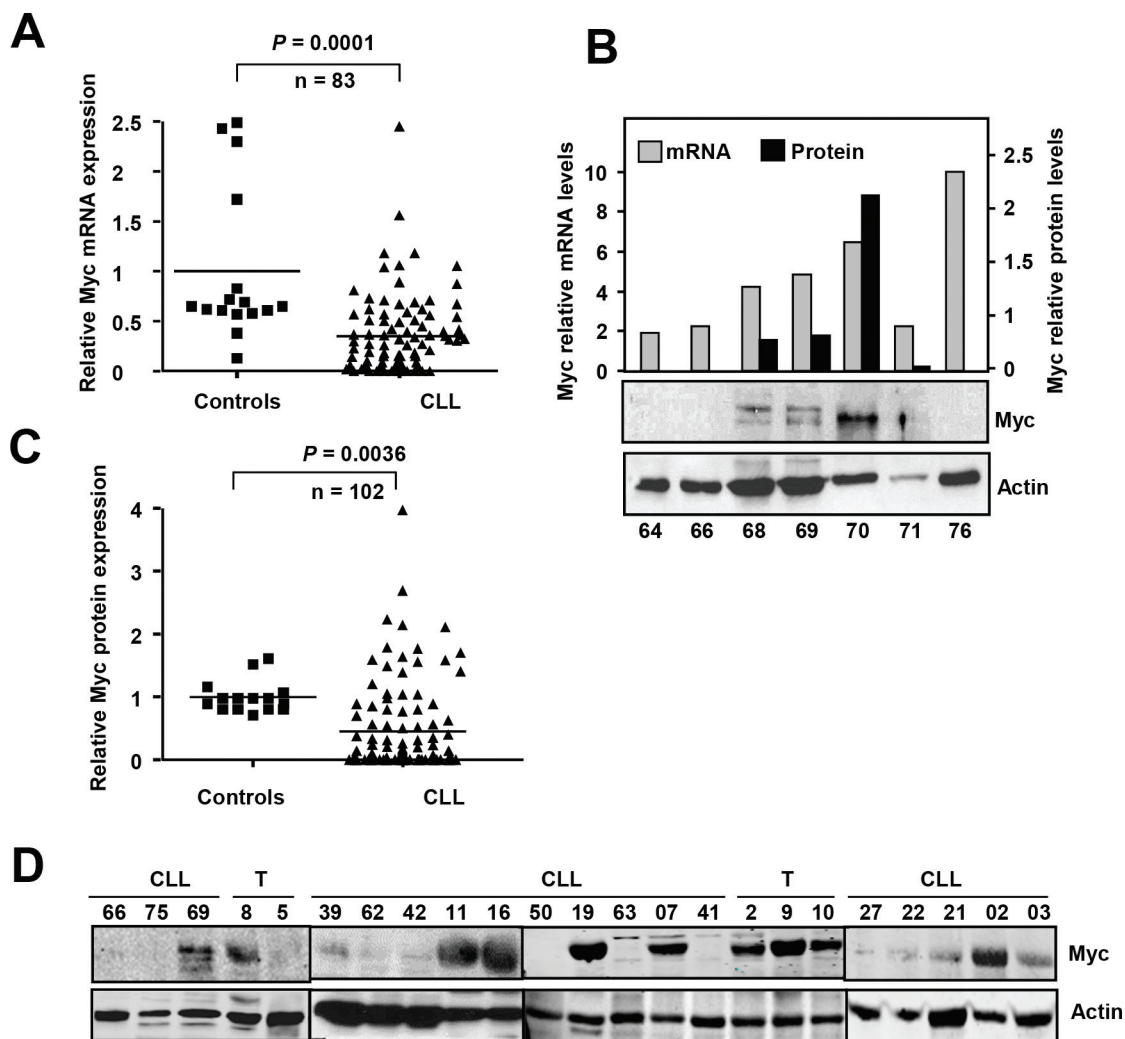 A
P = 0.0001
n = 83
Relative Myc mRNA expression
2.5
2
1.5
1
0.5
0
Controls CLL
B
mRNA Protein
Myc relative mRNA levels
10
8
6
4
2
0
Myc relative protein levels
2.5
2
1.5
1
0
Myc
Actin
64 66 68 69 70 71 76
C
P = 0.0036
n = 102
Relative Myc protein expression
4
3
2
1
0
Controls CLL
D
CLL T CLL T CLL
66 75 69 8 5 39 62 42 11 16 50 19 63 07 41 2 9 10 27 22 21 02 03
Myc
Actin